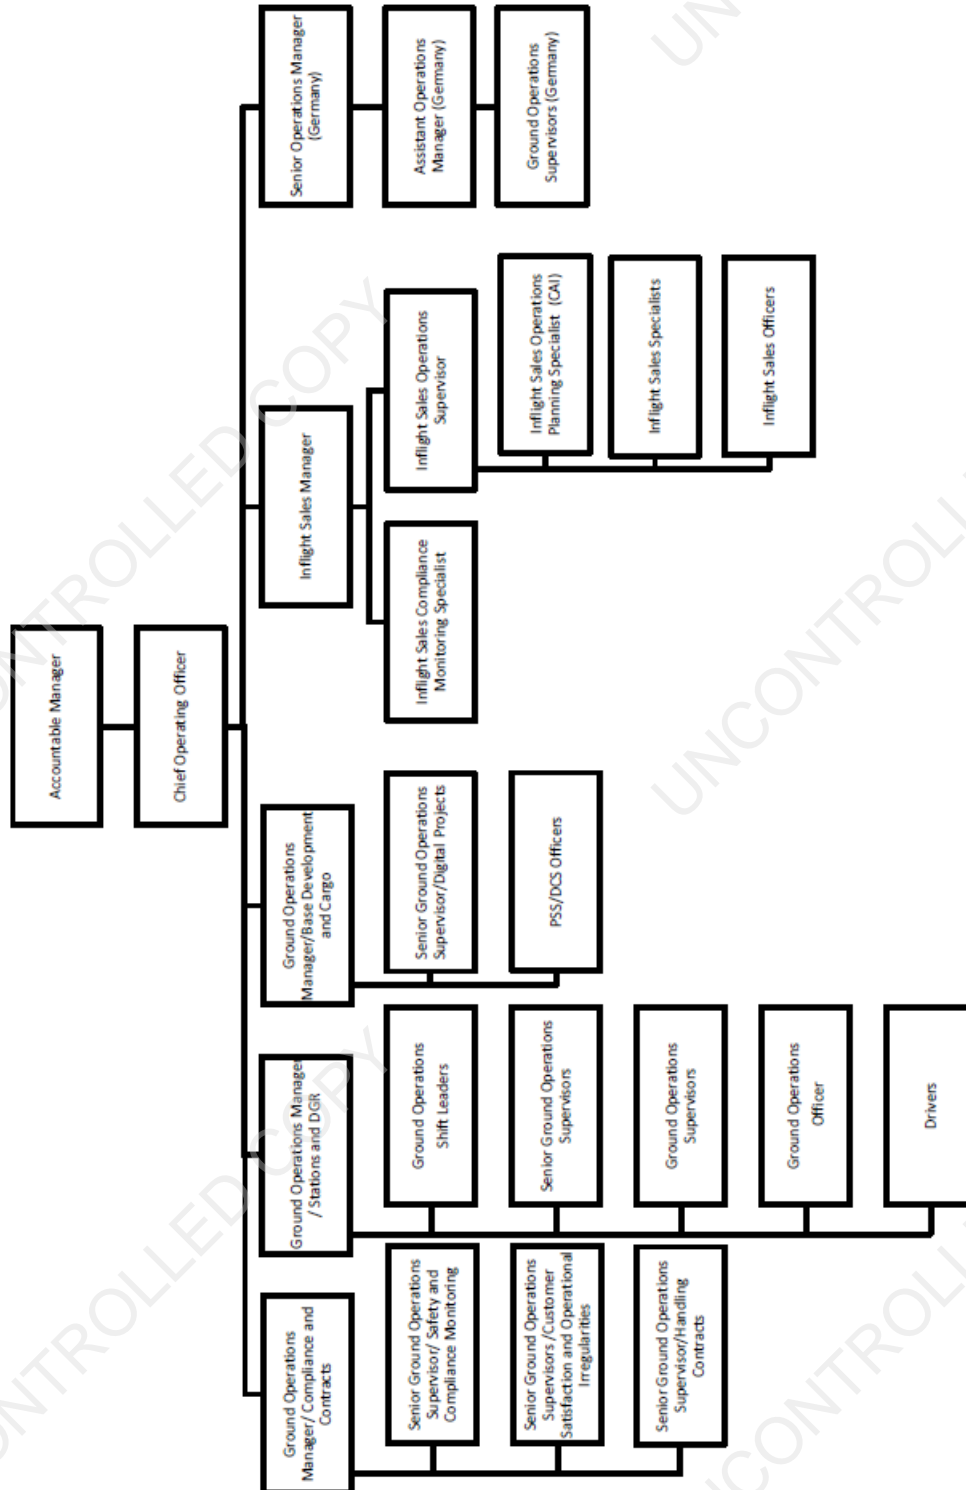 Accountable Manager
Chief Operating Officer
Ground Operations
Manager/ Compliance and
Contracts
Senior Ground Operations
Supervisor/ Safety and
Compliance Monitoring
Senior Ground Operations
Supervisors /Customer
Satisfaction and Operational
Irregularities
Senior Ground Operations
Supervisor/Handling
Contracts
Ground Operations Manager
/ Stations and DGR
Ground Operations
Shift Leaders
Senior Ground Operations
Supervisors
Ground Operations
Supervisors
Ground Operations
Officer
Drivers
Ground Operations
Manager/Base Development
and Cargo
Senior Ground Operations
Supervisor/Digital Projects
PSS/DCS Officers
Inflight Sales Manager
Inflight Sales Compliance
Monitoring Specialist
Inflight Sales Operations
Supervisor
Inflight Sales Operations
Planning Specialist (CAI)
Inflight Sales Specialists
Inflight Sales Officers
Senior Operations Manager
(Germany)
Assistant Operations
Manager (Germany)
Ground Operations
Supervisors (Germany)
UNCONTROLLED COPY